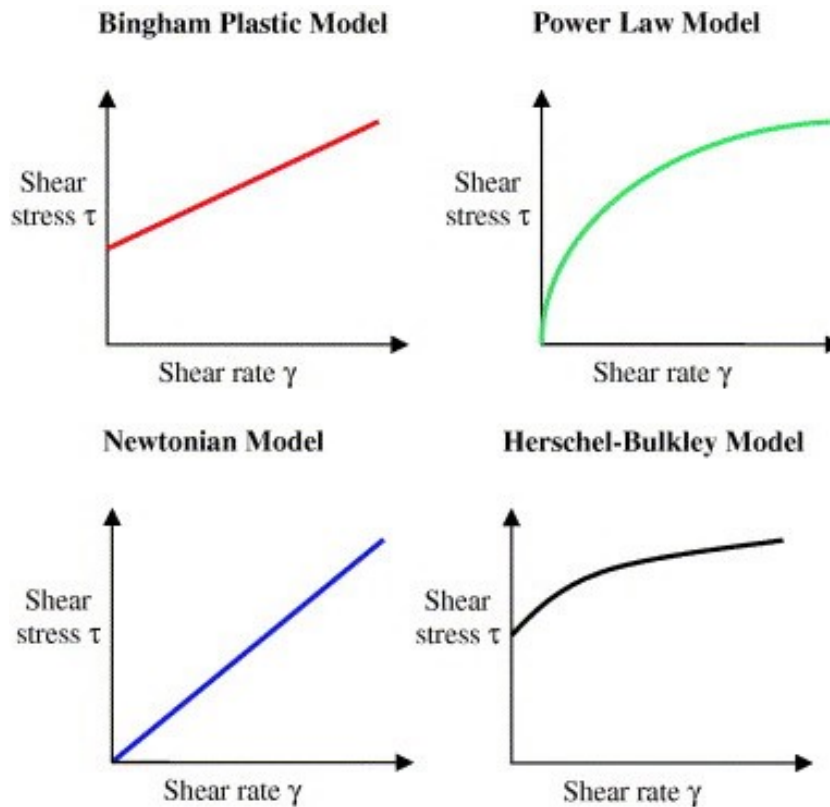 Bingham Plastic Model
Power Law Model
Shear
stress τ
Shear rate γ
Shear
stress τ
Shear rate γ
Newtonian Model
Herschel-Bulkley Model
Shear
stress τ
Shear rate γ
Shear
stress τ
Shear rate γ